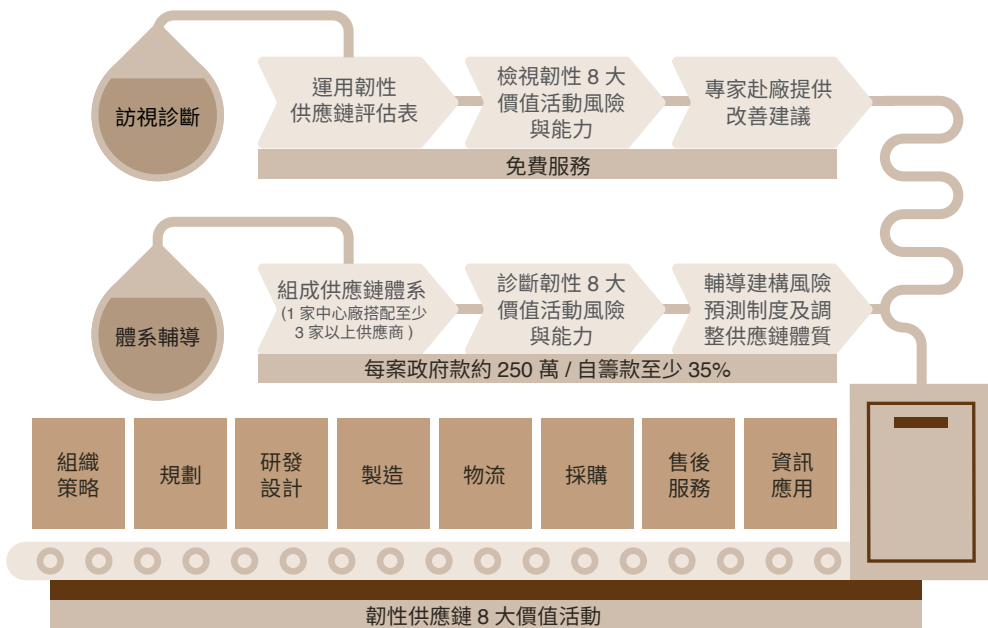 訪視診斷
運用韌性
供應鏈評估表
檢視韌性 8 大
價值活動風險
與能力
專家赴廠提供
改善建議
免費服務
體系輔導
組成供應鏈體系
(1 家中心廠搭配至少
3 家以上供應商 )
診斷韌性 8 大
價值活動風險
與能力
輔導建構風險
預測制度及調
整供應鏈體質
每案政府款約 250 萬 / 自籌款至少 35%
組織
策略
規劃
研發
設計
製造
物流
採購
售後
服務
資訊
應用
韌性供應鏈 8 大價值活動